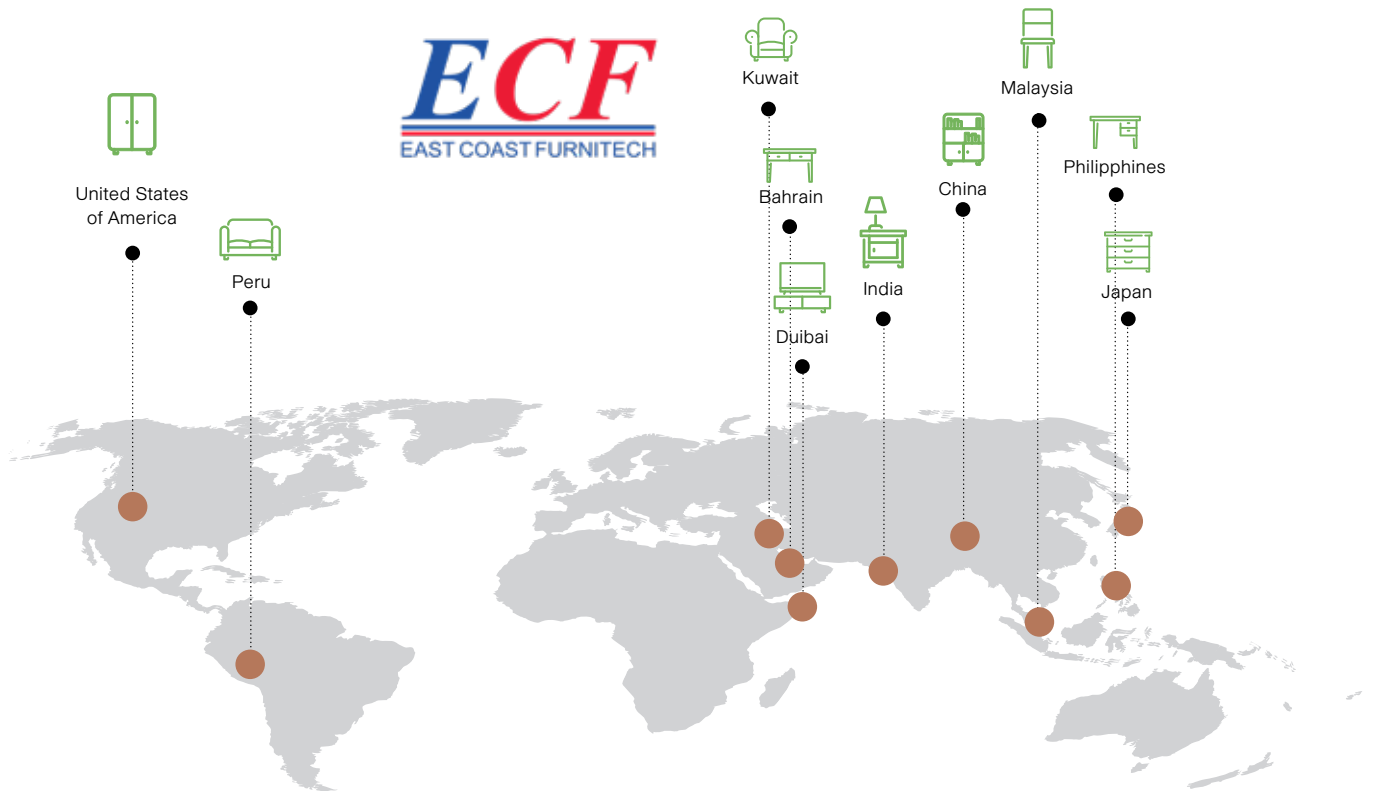 ECF
EAST COAST FURNITECH
Kuwait
Malaysia
Philipphines
China
United States
of America
Bahrain
Peru
India
Japan
Duibai